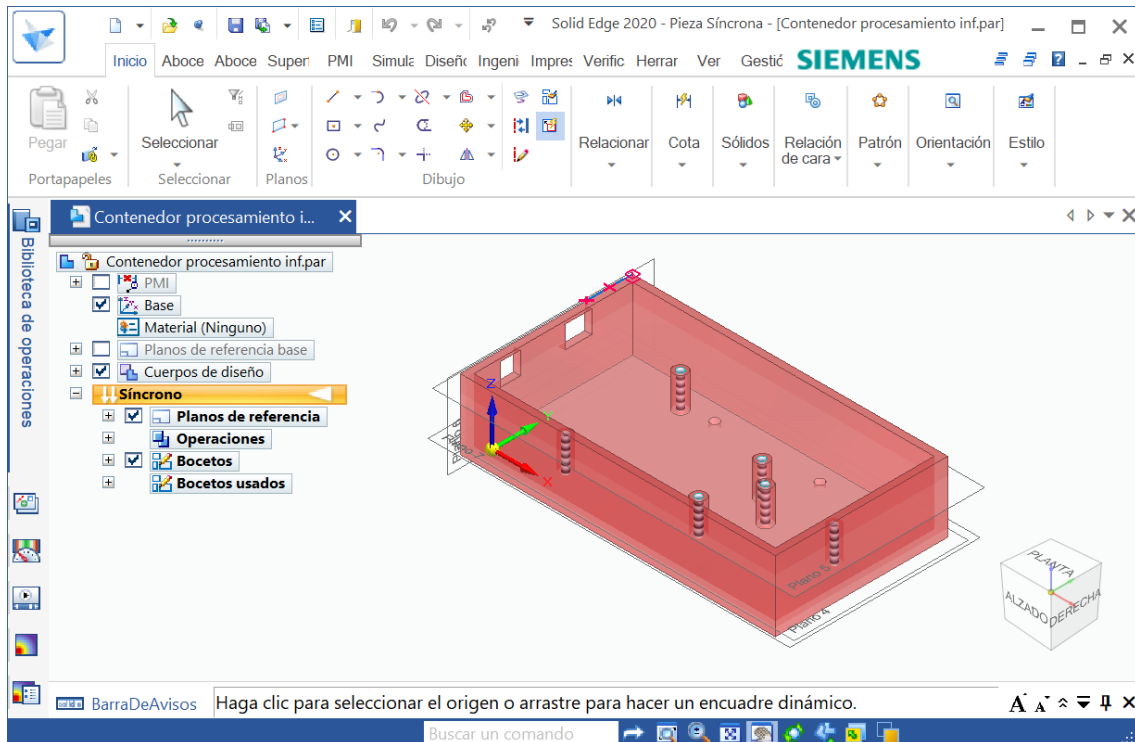 Solid Edge 2020 - Pieza Síncrona - [Contenedor procesamiento inf.par]
Inicio Aboce Aboce Superf PMI Simula Diseño Ingeni Impres Verific Herrar Ver Gestió SIEMENS
Pegar Seleccionar Relacionar Cota Sólidos Relación de cara Patrón Orientación Estilo
Portapapeles Seleccionar Planos Dibujo
Contenedor procesamiento i...
Biblioteca de operaciones
Contenedor procesamiento inf.par
PMI
Base
Material (Ninguno)
Planos de referencia base
Cuerpos de diseño
Síncrono
Planos de referencia
Operaciones
Bocetos
Bocetos usados
Z
Y
X
Plano 5
Plano 4
PLANTA
ALZADO
DERECHA
BarraDeAvisos Haga clic para seleccionar el origen o arrastre para hacer un encuadre dinámico.
Buscar un comando